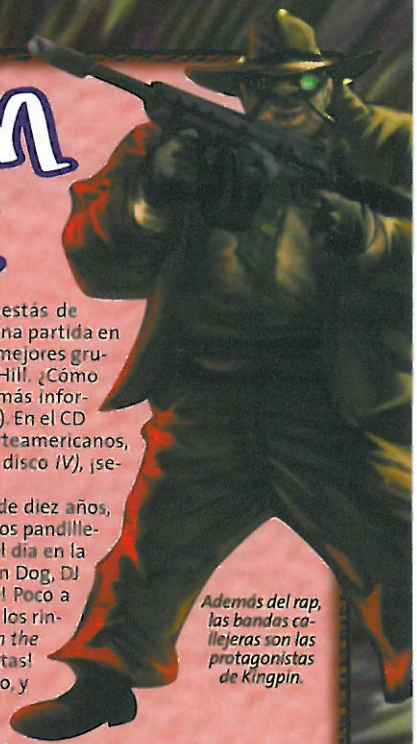 estás de
na partida en
mejores gru-
Hill. ¿Cómo
más infor-
). En el CD
rteamericanos,
disco IV), ¡se-
de diez años,
os pandille-
l día en la
n Dog, DJ
! Poco a
los rin-
n the
tas!
o, y
Además del rap,
las bandas ca-
llejeras son las
protagonistas
de Kingpin.